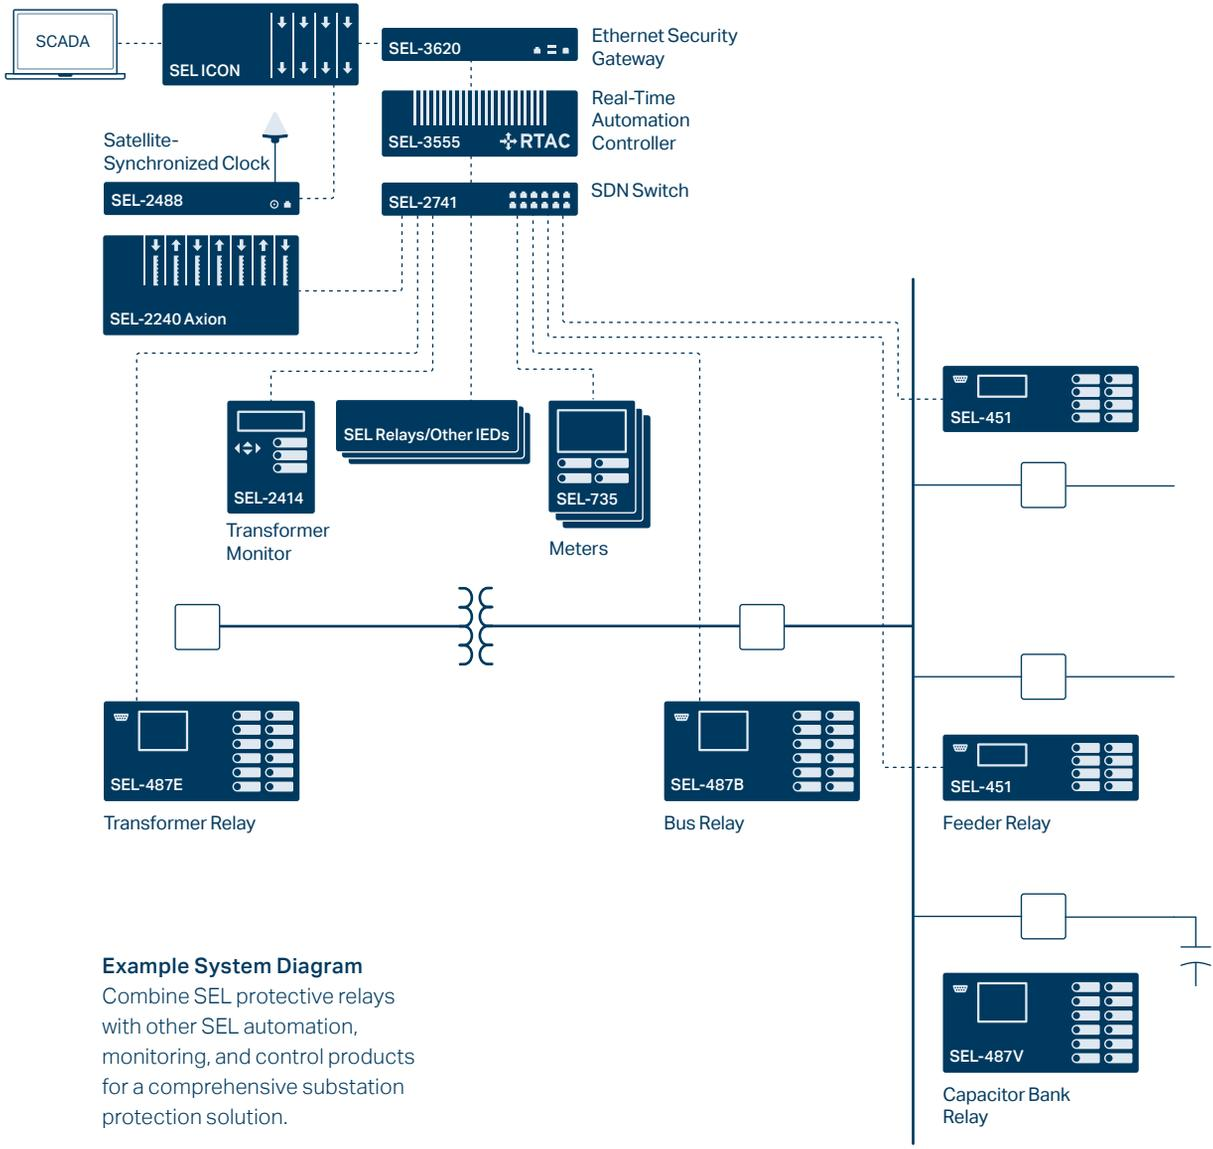 SCADA
SEL ICON
SEL-3620
Ethernet Security
Gateway
SEL-3555
RTAC
Real-Time
Automation
Controller
Satellite-
Synchronized Clock
SEL-2488
SEL-2741
SDN Switch
SEL-2240 Axion
SEL-2414
Transformer
Monitor
SEL Relays/Other IEDs
SEL-735
Meters
SEL-451
SEL-487E
Transformer Relay
SEL-487B
Bus Relay
SEL-451
Feeder Relay
SEL-487V
Capacitor Bank
Relay
Example System Diagram
Combine SEL protective relays
with other SEL automation,
monitoring, and control products
for a comprehensive substation
protection solution.